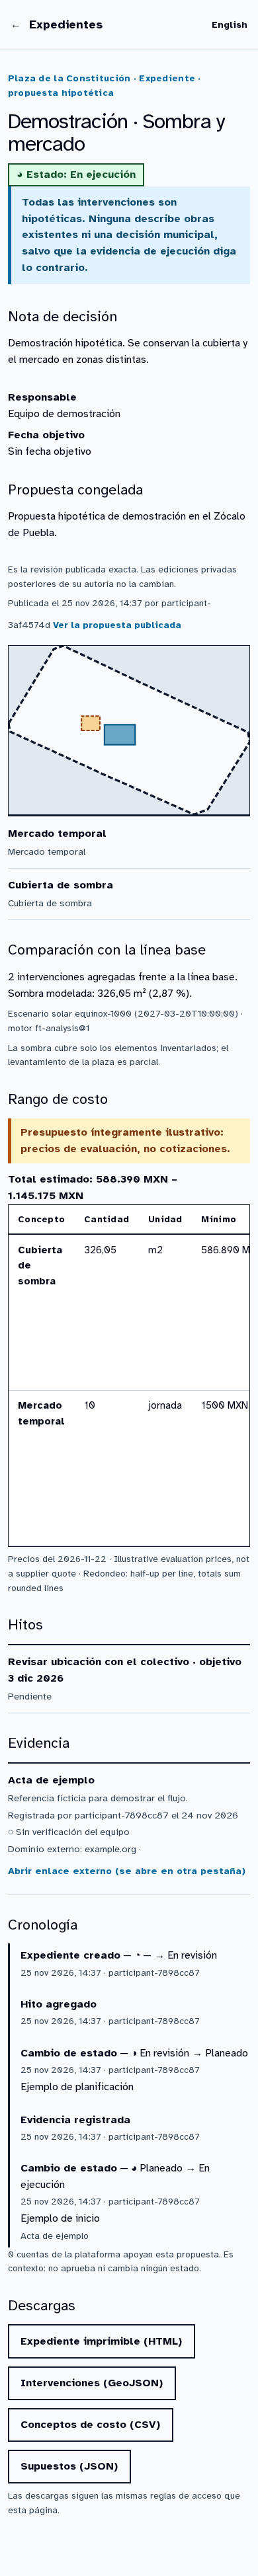 ← Expedientes
English
Plaza de la Constitución · Expediente ·
propuesta hipotética
Demostración · Sombra y
mercado
Estado: En ejecución
Todas las intervenciones son
hipotéticas. Ninguna describe obras
existentes ni una decisión municipal,
salvo que la evidencia de ejecución diga
lo contrario.
Nota de decisión
Demostración hipotética. Se conservan la cubierta y
el mercado en zonas distintas.
Responsable
Equipo de demostración
Fecha objetivo
Sin fecha objetivo
Propuesta congelada
Propuesta hipotética de demostración en el Zócalo
de Puebla.
Es la revisión publicada exacta. Las ediciones privadas
posteriores de su autoría no la cambian.
Publicada el 25 nov 2026, 14:37 por participant-
3af4574d Ver la propuesta publicada
Mercado temporal
Mercado temporal
Cubierta de sombra
Cubierta de sombra
Comparación con la línea base
2 intervenciones agregadas frente a la línea base.
Sombra modelada: 326,05 m² (2,87 %).
Escenario solar equinox-1000 (2027-03-20T10:00:00) ·
motor ft-analysis@1
La sombra cubre solo los elementos inventariados; el
levantamiento de la plaza es parcial.
Rango de costo
Presupuesto íntegramente ilustrativo:
precios de evaluación, no cotizaciones.
Total estimado: 588.390 MXN –
1.145.175 MXN
Concepto Cantidad Unidad Mínimo
Cubierta de sombra 326,05 m2 586.890 M
Mercado temporal 10 jornada 1500 MXN
Precios del 2026-11-22 · Illustrative evaluation prices, not
a supplier quote · Redondeo: half-up per line, totals sum
rounded lines
Hitos
Revisar ubicación con el colectivo · objetivo
3 dic 2026
Pendiente
Evidencia
Acta de ejemplo
Referencia ficticia para demostrar el flujo.
Registrada por participant-7898cc87 el 24 nov 2026
○ Sin verificación del equipo
Dominio externo: example.org ·
Abrir enlace externo (se abre en otra pestaña)
Cronología
Expediente creado — — → En revisión
25 nov 2026, 14:37 · participant-7898cc87
Hito agregado
25 nov 2026, 14:37 · participant-7898cc87
Cambio de estado — En revisión → Planeado
25 nov 2026, 14:37 · participant-7898cc87
Ejemplo de planificación
Evidencia registrada
25 nov 2026, 14:37 · participant-7898cc87
Cambio de estado — Planeado → En
ejecución
25 nov 2026, 14:37 · participant-7898cc87
Ejemplo de inicio
Acta de ejemplo
0 cuentas de la plataforma apoyan esta propuesta. Es
contexto: no aprueba ni cambia ningún estado.
Descargas
Expediente imprimible (HTML)
Intervenciones (GeoJSON)
Conceptos de costo (CSV)
Supuestos (JSON)
Las descargas siguen las mismas reglas de acceso que
esta página.